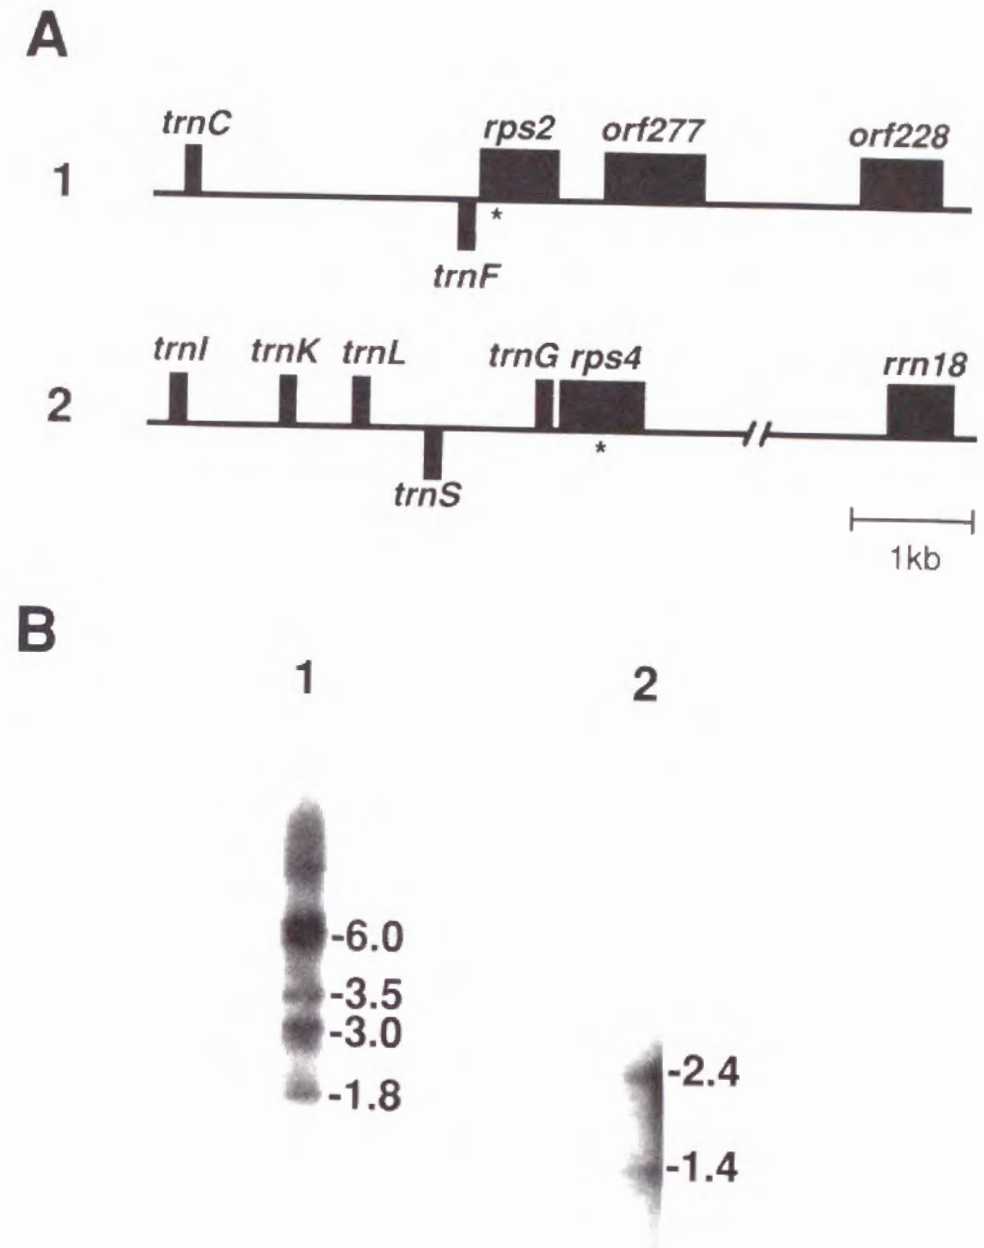 A
trnC rps2 orf277 orf228
1
*
trnF
trnI trnK trnL trnG rps4 rrn18
2
*
trnS
1kb
B
1 2
-6.0
-3.5
-3.0
-2.4
-1.8
-1.4